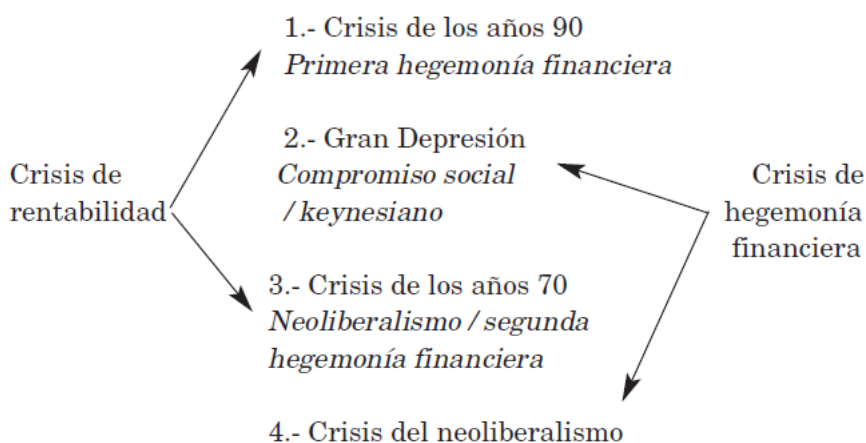 1.- Crisis de los años 90
Primera hegemonía financiera
2.- Gran Depresión
Compromiso social
/ keynesiano
Crisis de
rentabilidad
Crisis de
hegemonía
financiera
3.- Crisis de los años 70
Neoliberalismo / segunda
hegemonía financiera
4.- Crisis del neoliberalismo